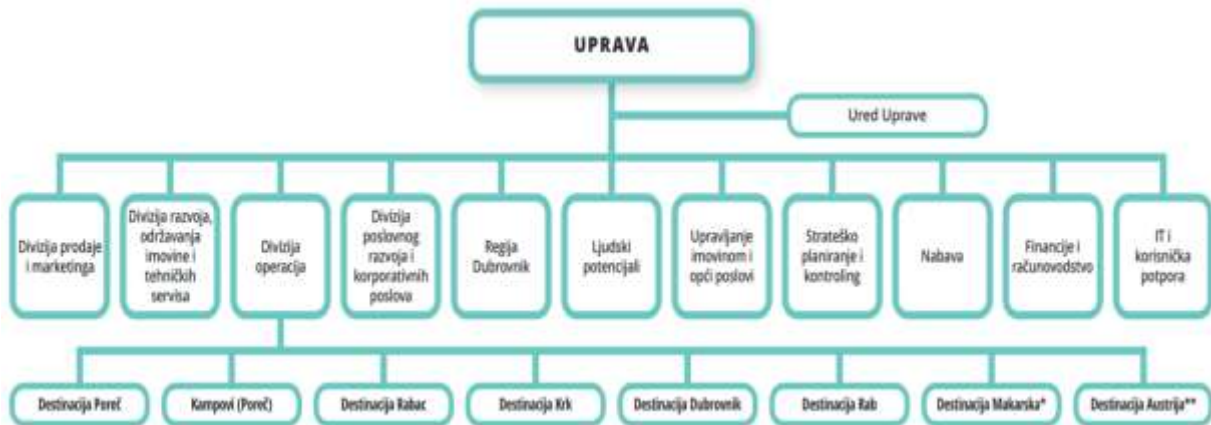 UPRAVA
Ured Uprave
Divizija prodaje
i marketinga
Divizija razvoja,
održavanja
imovine i
tehničkih
servisa
Divizija
operacija
Divizija
poslovnog
razvoja i
korporativnih
poslova
Regija
Dubrovnik
Ljudski
potencijali
Upravljanje
imovinom i
opći poslovi
Strateško
planiranje i
kontroling
Nabava
Financije i
računovodstvo
IT i
korisnička
potpora
Destinacija Poreč
Kampovi (Poreč)
Destinacija Rabac
Destinacija Krk
Destinacija Dubrovnik
Destinacija Rab
Destinacija Makarska*
Destinacija Austrija**